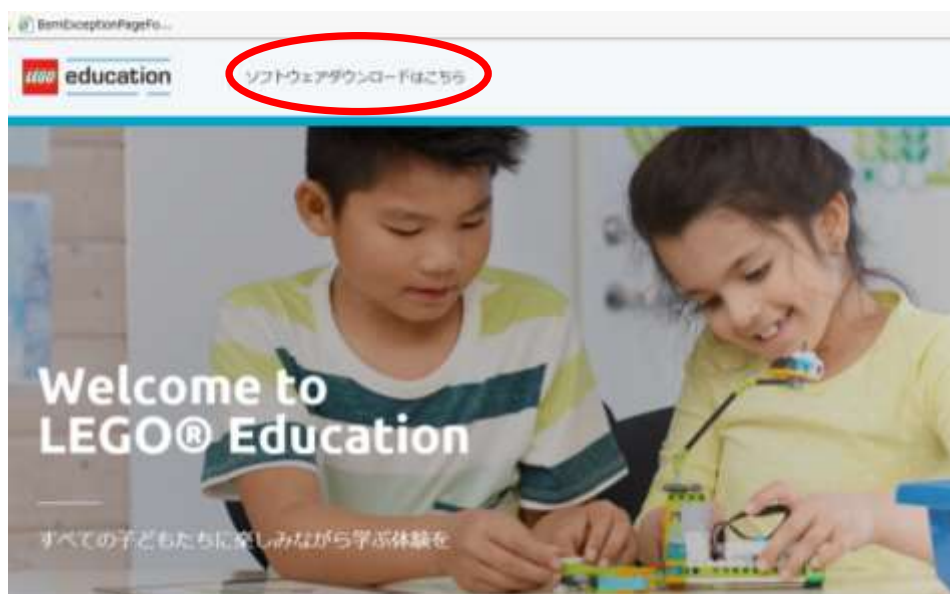 BsmiExceptionPageFo...
LEGO education
ソフトウェアダウンロードはこちら
Welcome to
LEGO® Education
すべての子どもたちに楽しみながら学ぶ体験を